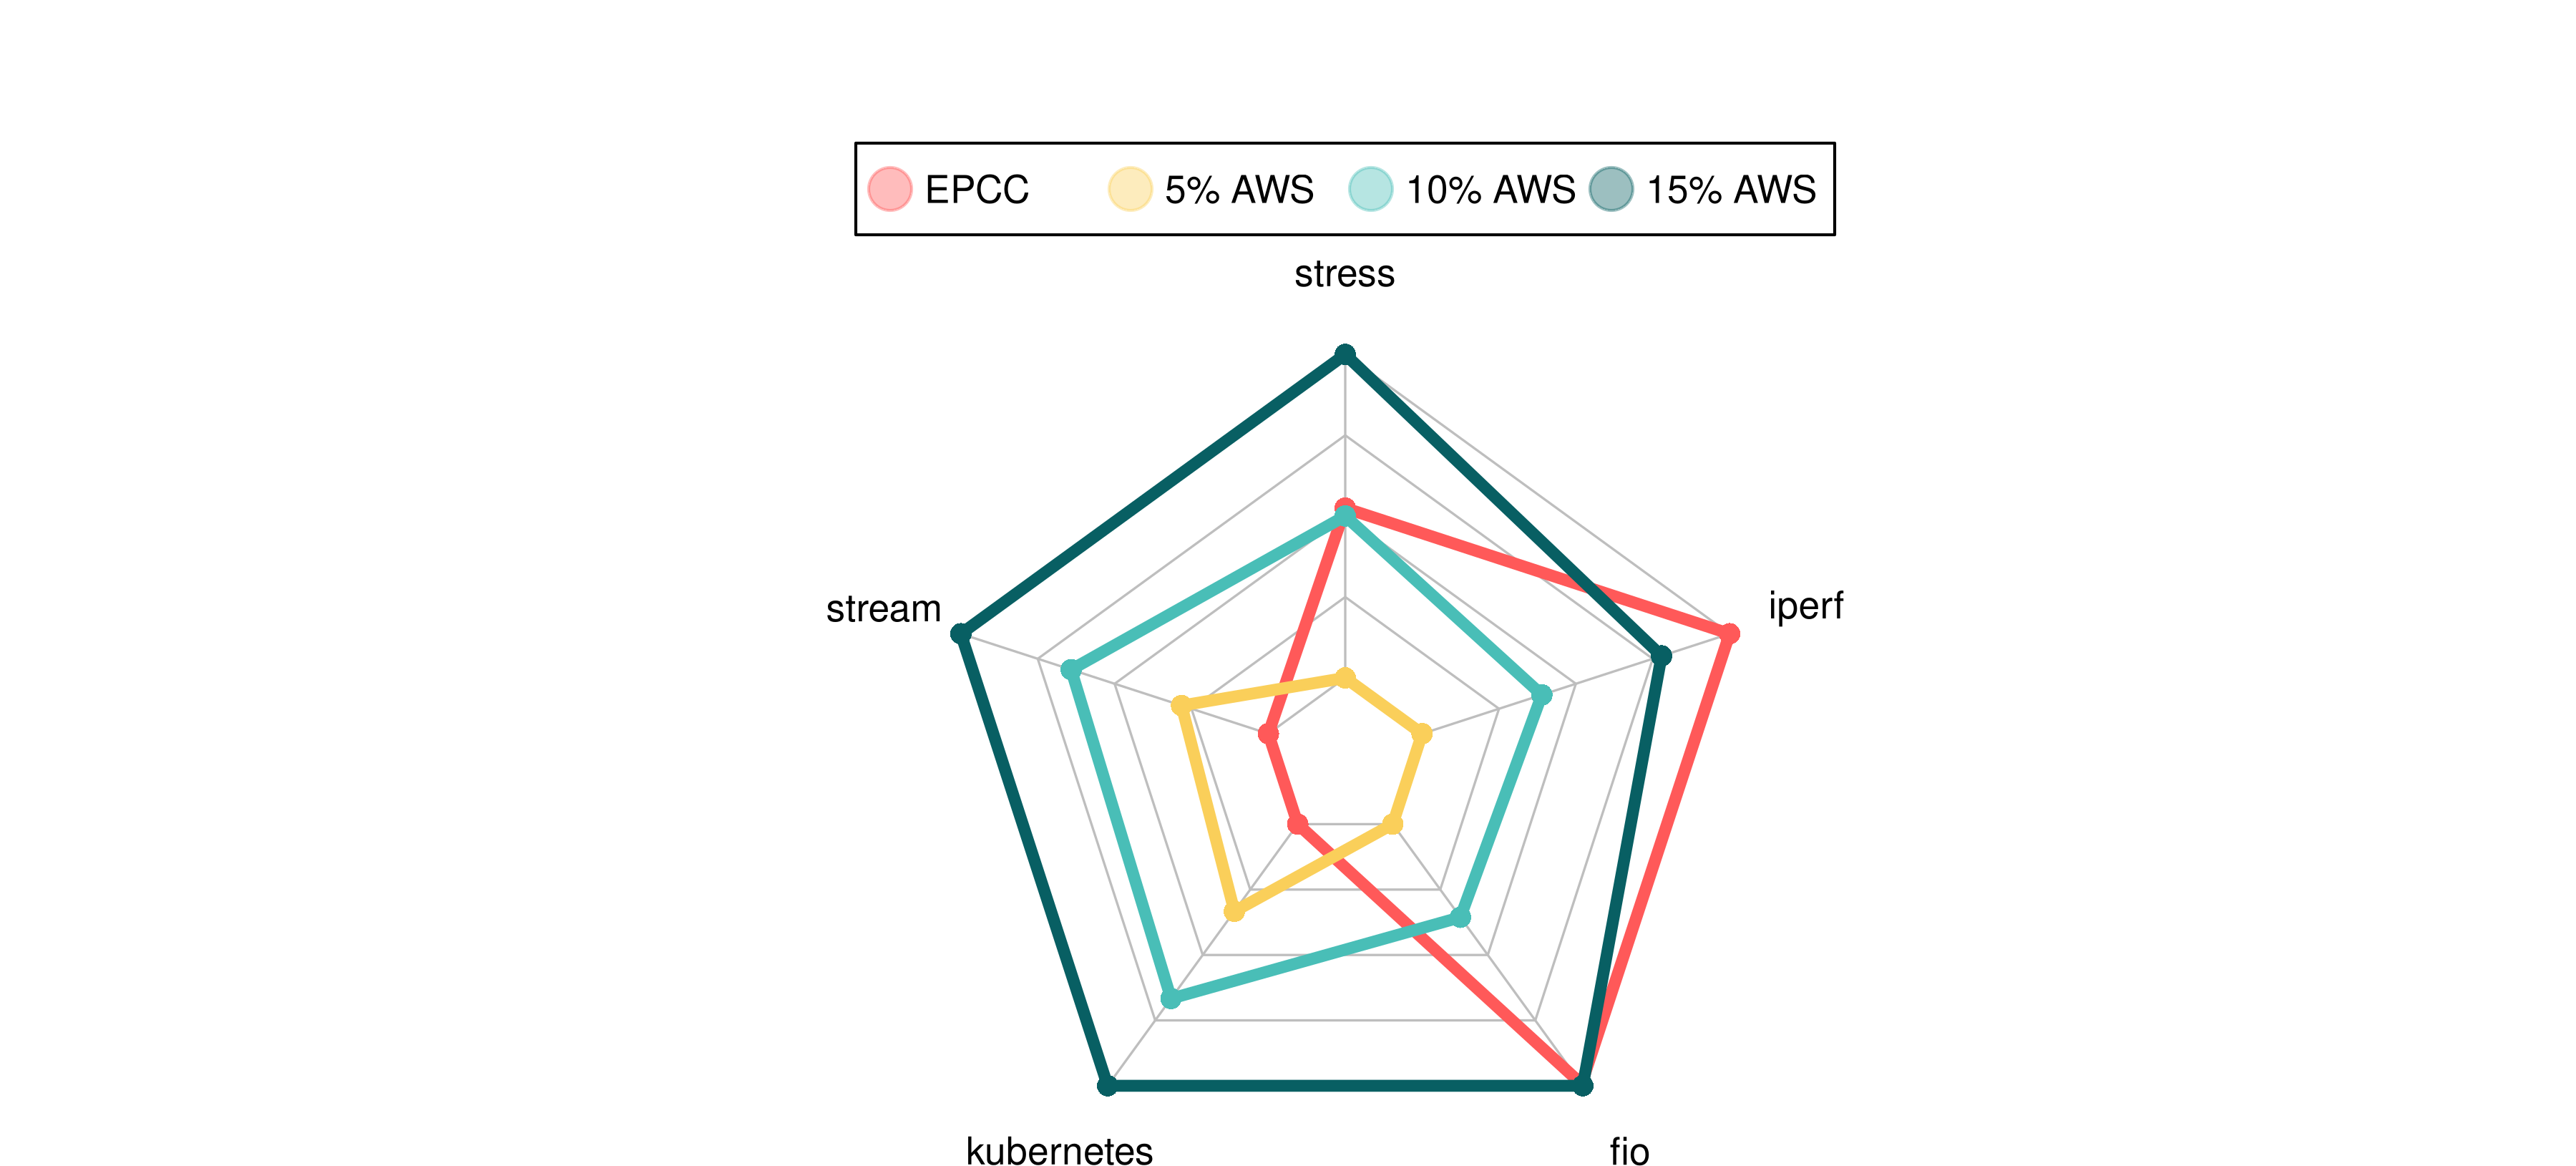 EPCC 5% AWS 10% AWS 15% AWS
stress
iperf
stream
kubernetes
fio